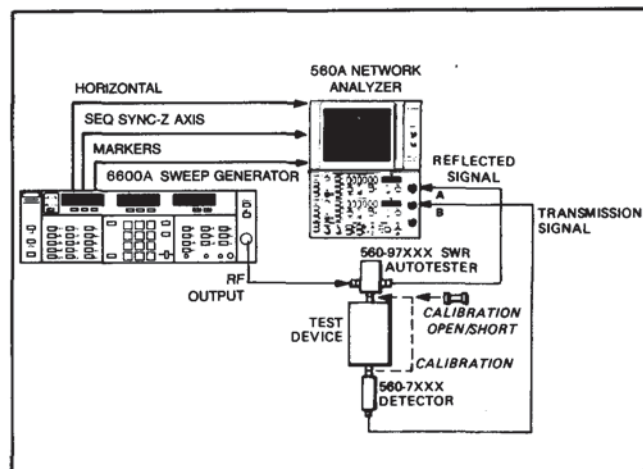 560A NETWORK
ANALYZER
HORIZONTAL
SEQ SYNC-Z AXIS
MARKERS
6600A SWEEP GENERATOR
REFLECTED
SIGNAL
A
B
TRANSMISSION
SIGNAL
560-97XXX SWR
AUTOTESTER
RF
OUTPUT
CALIBRATION
OPEN/SHORT
TEST
DEVICE
CALIBRATION
560-7XXX
DETECTOR